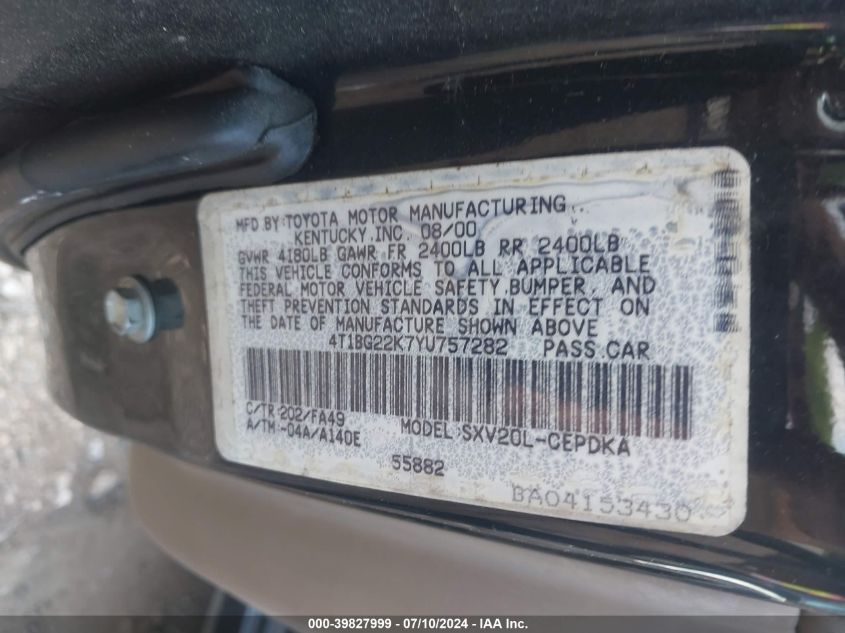 MFD.BY TOYOTA MOTOR MANUFACTURING,
KENTUCKY, INC. 08/00
GVWR 4180LB GAWR FR 2400LB RR 2400LB
THIS VEHICLE CONFORMS TO ALL APPLICABLE
FEDERAL MOTOR VEHICLE SAFETY, BUMPER, AND
THEFT PREVENTION STANDARDS IN EFFECT ON
THE DATE OF MANUFACTURE SHOWN ABOVE
4T1BG22K7YU757282 PASS.CAR
C/TR 202/FA49
A/TM -04A/A140E
MODEL SXV20L-CEPDKA
55882
BA04153430
000-39827999 - 07/10/2024 - IAA Inc.